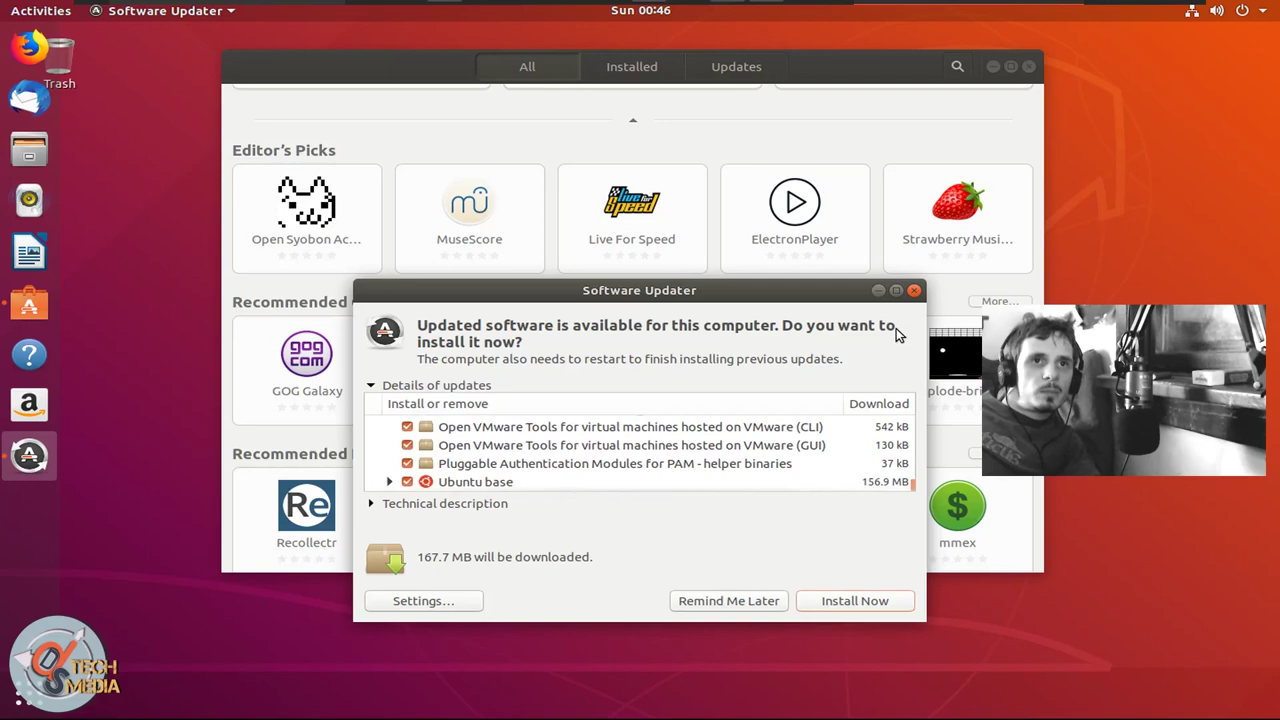 Activities
Software Updater
Sun 00:46
Trash
All
Installed
Updates
Editor's Picks
Open Syobon Ac...
MuseScore
Live For Speed
ElectronPlayer
Strawberry Musi...
Recommended
More...
GOG Galaxy
plode-bri
Recommended
Recollectr
mmex
Software Updater
Updated software is available for this computer. Do you want to
install it now?
The computer also needs to restart to finish installing previous updates.
Details of updates
Install or remove
Download
Open VMware Tools for virtual machines hosted on VMware (CLI) 542 kB
Open VMware Tools for virtual machines hosted on VMware (GUI) 130 kB
Pluggable Authentication Modules for PAM - helper binaries 37 kB
Ubuntu base 156.9 MB
Technical description
167.7 MB will be downloaded.
Settings...
Remind Me Later
Install Now
gog
com
live for
Speed
Re
TECH
MEDIA